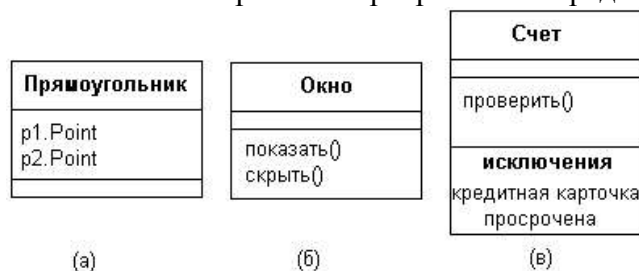 Прямоугольник
p1.Point
p2.Point
(а)
Окно
показать()
скрыть()
(б)
Счет
проверить()
исключения
кредитная карточка
просрочена
(в)